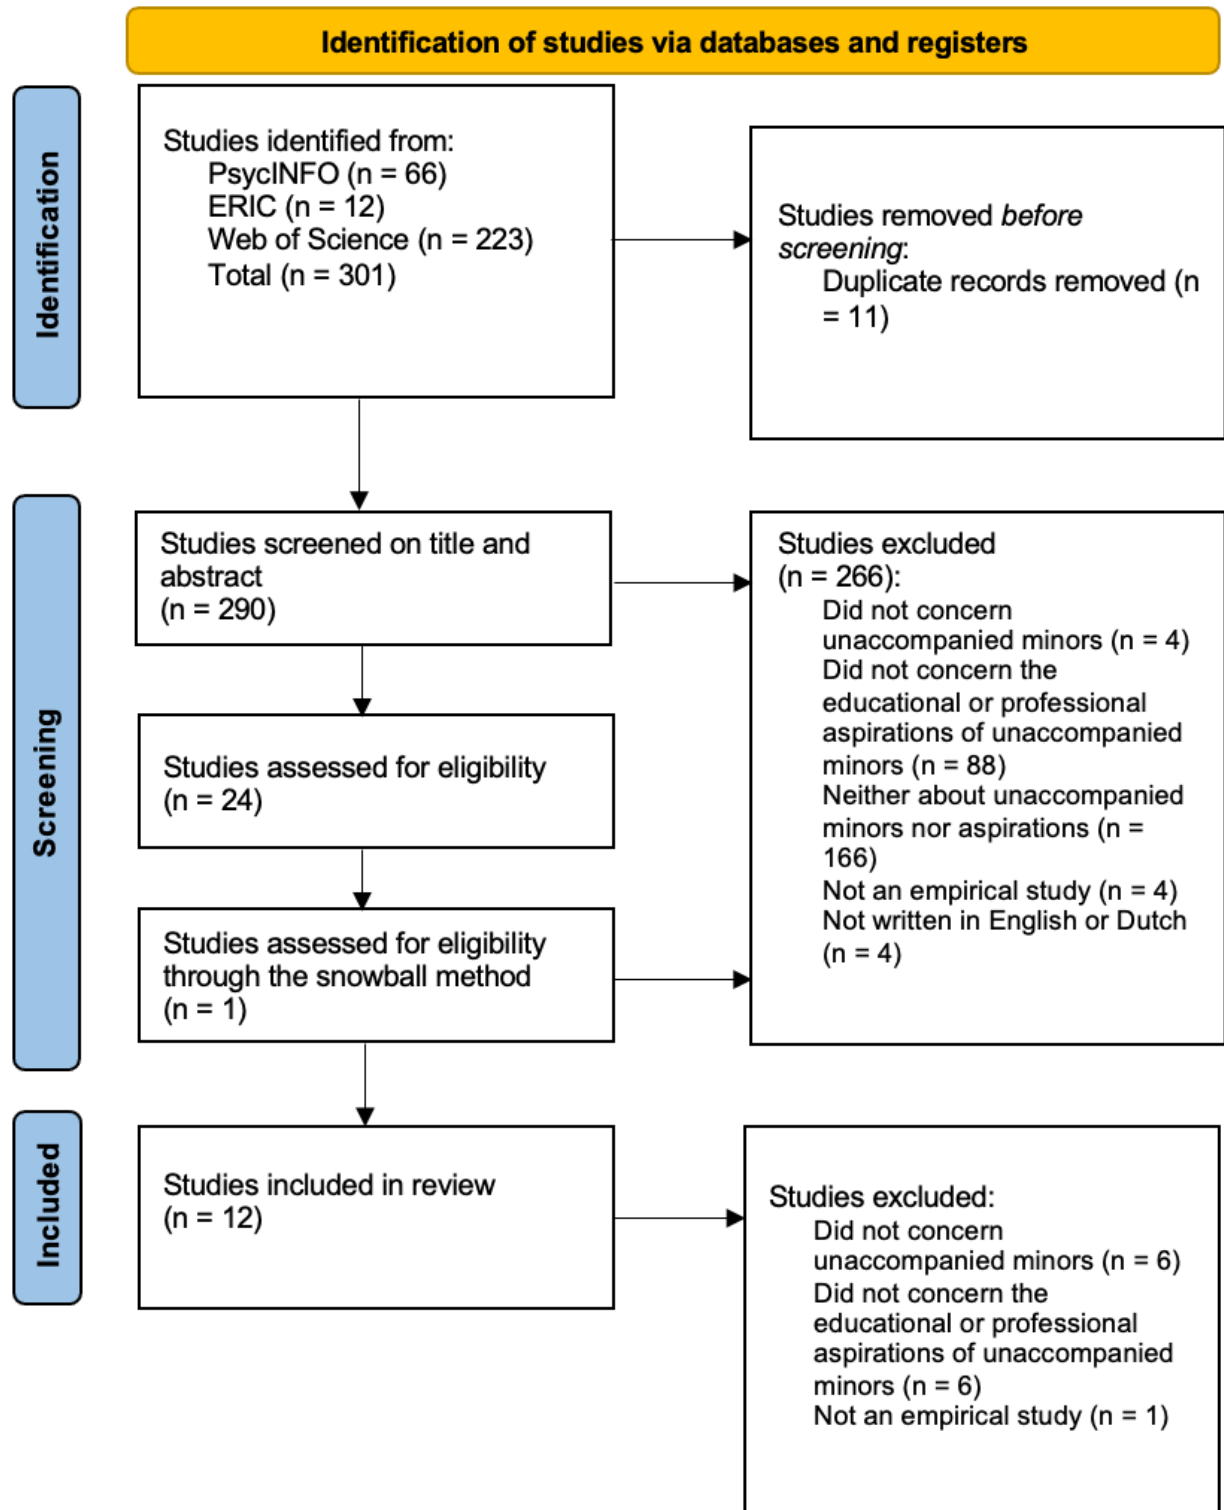 Identification of studies via databases and registers
Identification
Studies identified from:
PsycINFO (n = 66)
ERIC (n = 12)
Web of Science (n = 223)
Total (n = 301)
Studies removed before
screening:
Duplicate records removed (n
= 11)
Screening
Studies screened on title and
abstract
(n = 290)
Studies excluded
(n = 266):
Did not concern
unaccompanied minors (n = 4)
Did not concern the
educational or professional
aspirations of unaccompanied
minors (n = 88)
Neither about unaccompanied
minors nor aspirations (n =
166)
Not an empirical study (n = 4)
Not written in English or Dutch
(n = 4)
Studies assessed for eligibility
(n = 24)
Studies assessed for eligibility
through the snowball method
(n = 1)
Included
Studies included in review
(n = 12)
Studies excluded:
Did not concern
unaccompanied minors (n = 6)
Did not concern the
educational or professional
aspirations of unaccompanied
minors (n = 6)
Not an empirical study (n = 1)